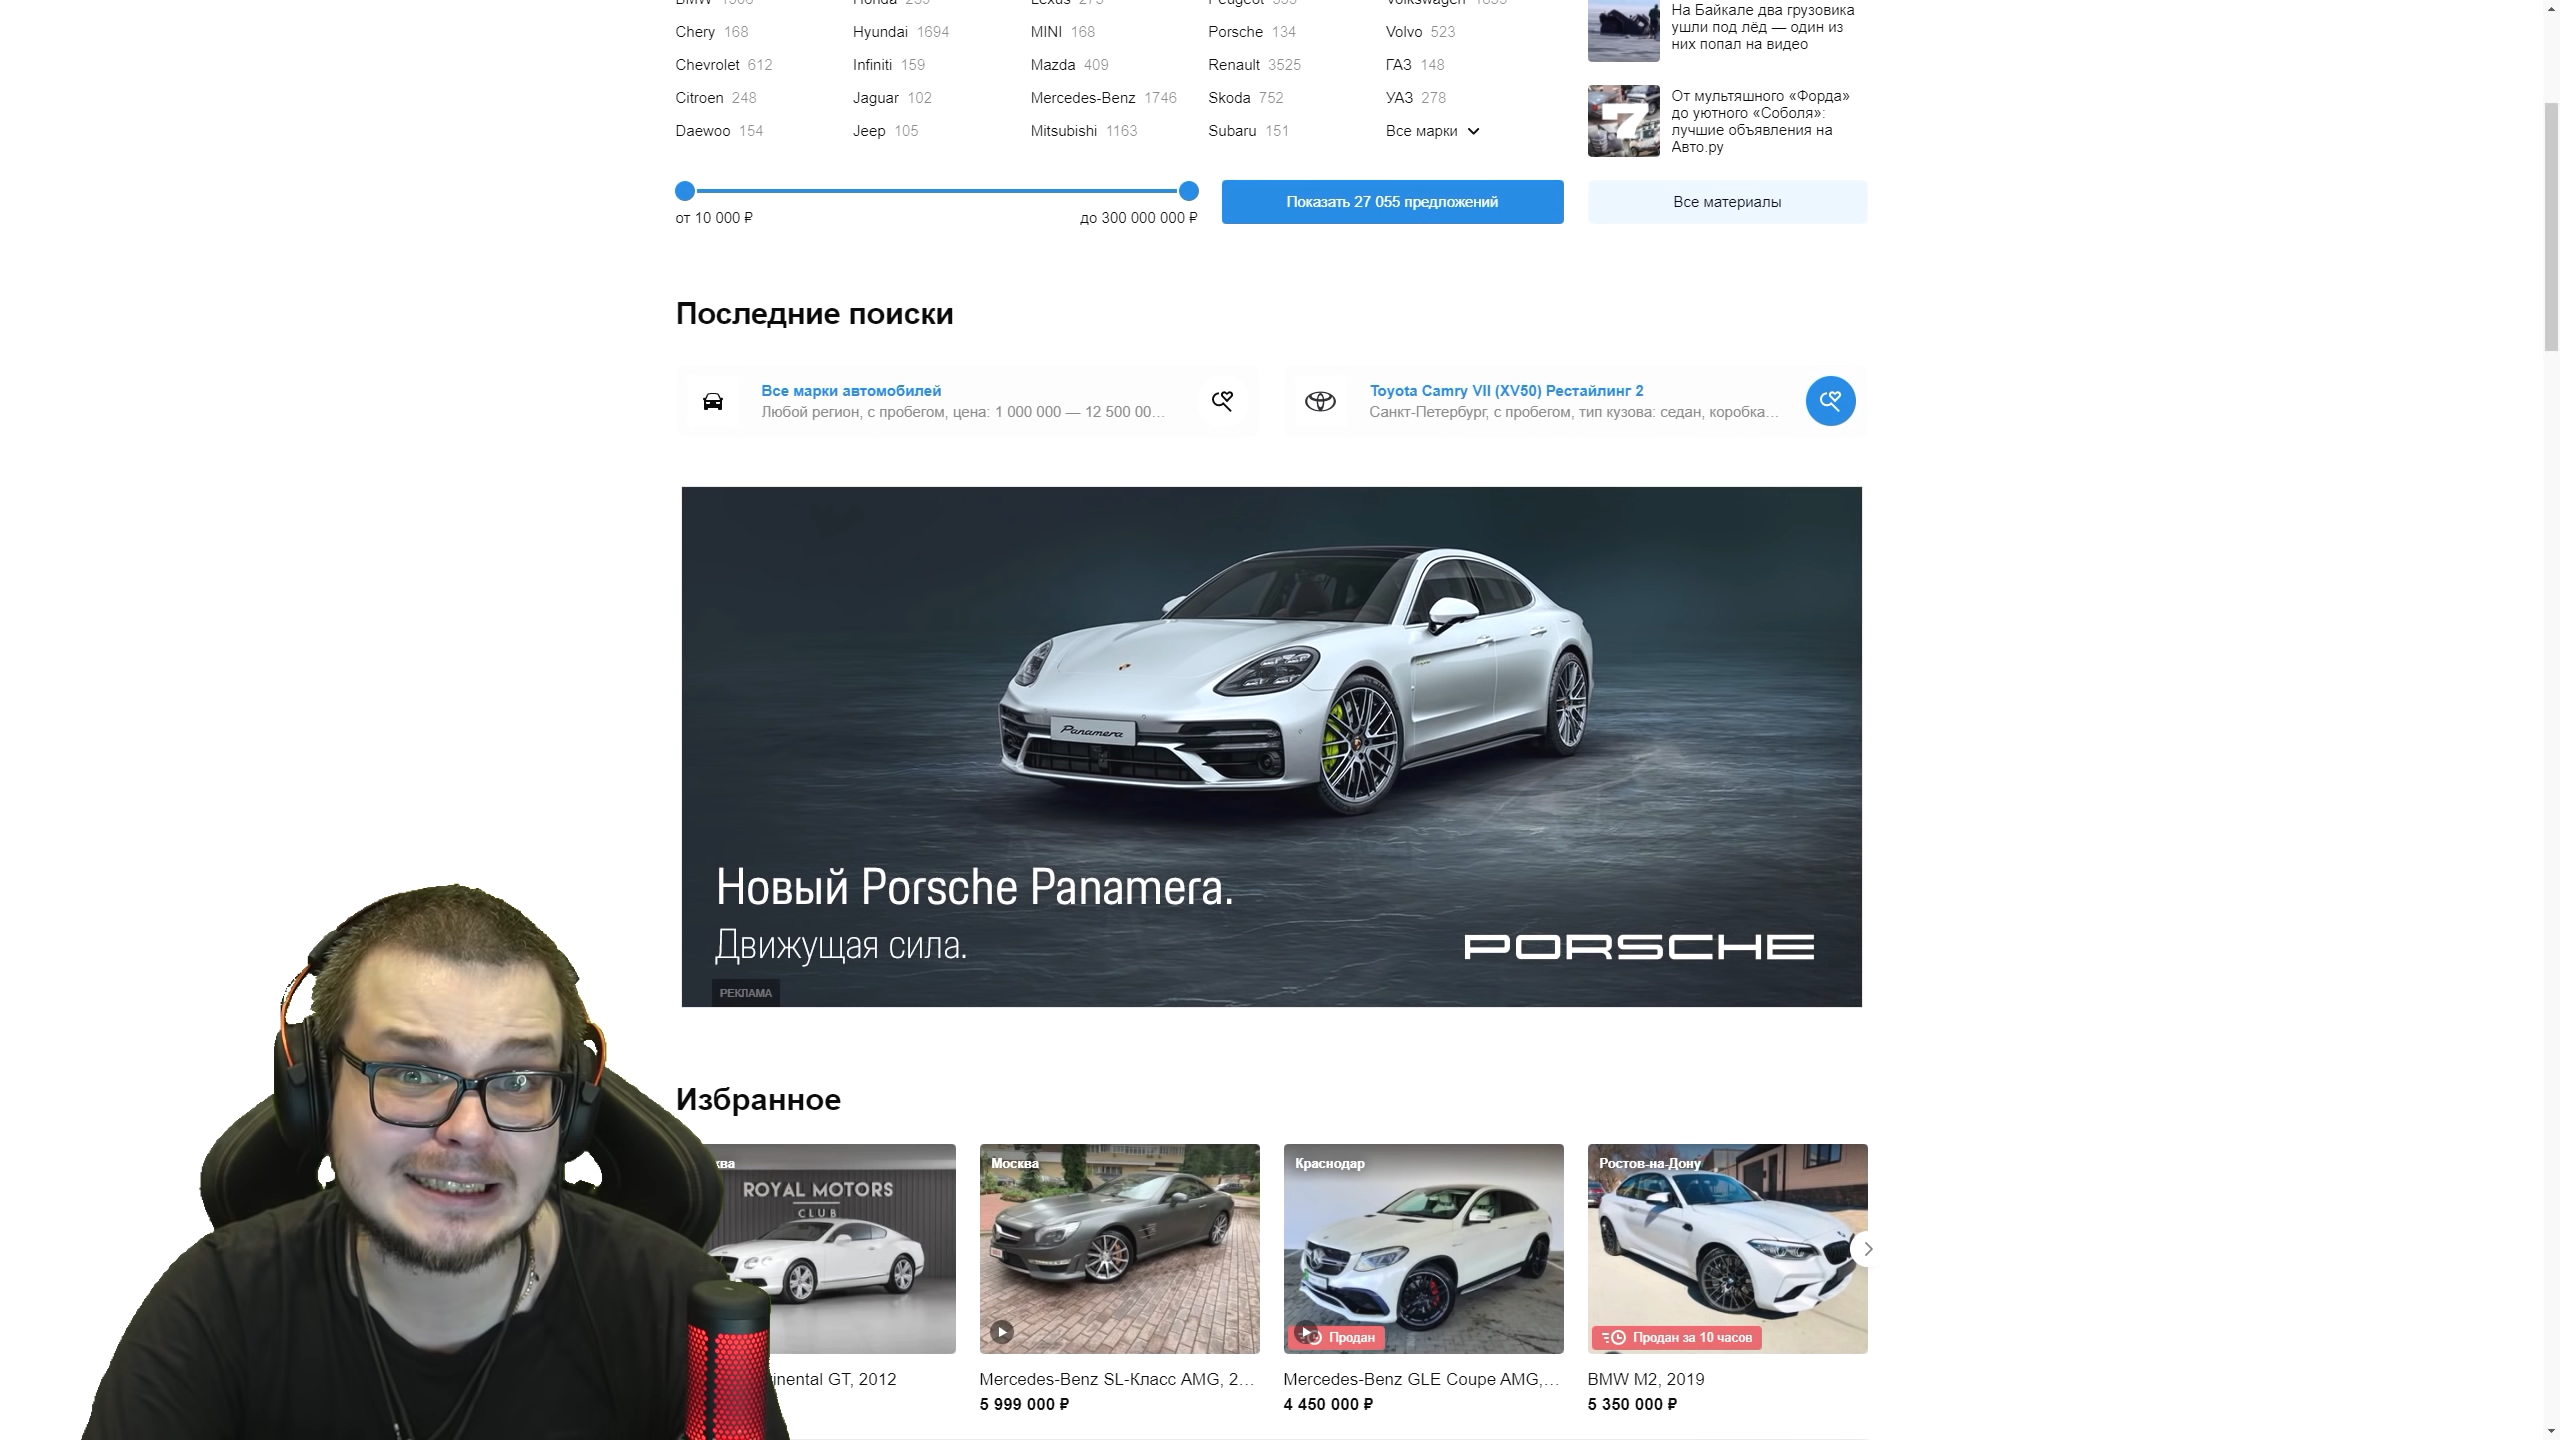 Chery 168
Hyundai 1694
MINI 168
Porsche 134
Volvo 523
Chevrolet 612
Infiniti 159
Mazda 409
Renault 3525
ГАЗ 148
Citroen 248
Jaguar 102
Mercedes-Benz 1746
Skoda 752
УАЗ 278
Daewoo 154
Jeep 105
Mitsubishi 1163
Subaru 151
Все марки
На Байкале два грузовика
ушли под лёд — один из
них попал на видео
7
От мультяшного «Форда»
до уютного «Соболя»:
лучшие объявления на
Авто.ру
от 10 000 ₽
до 300 000 000 ₽
Показать 27 055 предложений
Все материалы
Последние поиски
Все марки автомобилей
Любой регион, с пробегом, цена: 1 000 000 — 12 500 00...
Toyota Camry VII (XV50) Рестайлинг 2
Санкт-Петербург, с пробегом, тип кузова: седан, коробка...
Panamera
Новый Porsche Panamera.
Движущая сила.
PORSCHE
РЕКЛАМА
Избранное
ква
ROYAL MOTORS
CLUB
inental GT, 2012
Москва
Mercedes-Benz SL-Класс AMG, 2...
5 999 000 ₽
Краснодар
Продан
Mercedes-Benz GLE Coupe AMG,...
4 450 000 ₽
Ростов-на-Дону
Продан за 10 часов
BMW M2, 2019
5 350 000 ₽